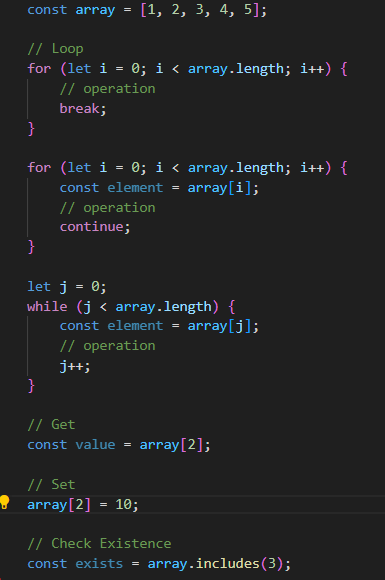 const array = [1, 2, 3, 4, 5];
// Loop
for (let i = 0; i < array.length; i++) {
    // operation
    break;
}
for (let i = 0; i < array.length; i++) {
    const element = array[i];
    // operation
    continue;
}
let j = 0;
while (j < array.length) {
    const element = array[j];
    // operation
    j++;
}
// Get
const value = array[2];
// Set
array[2] = 10;
// Check Existence
const exists = array.includes(3);